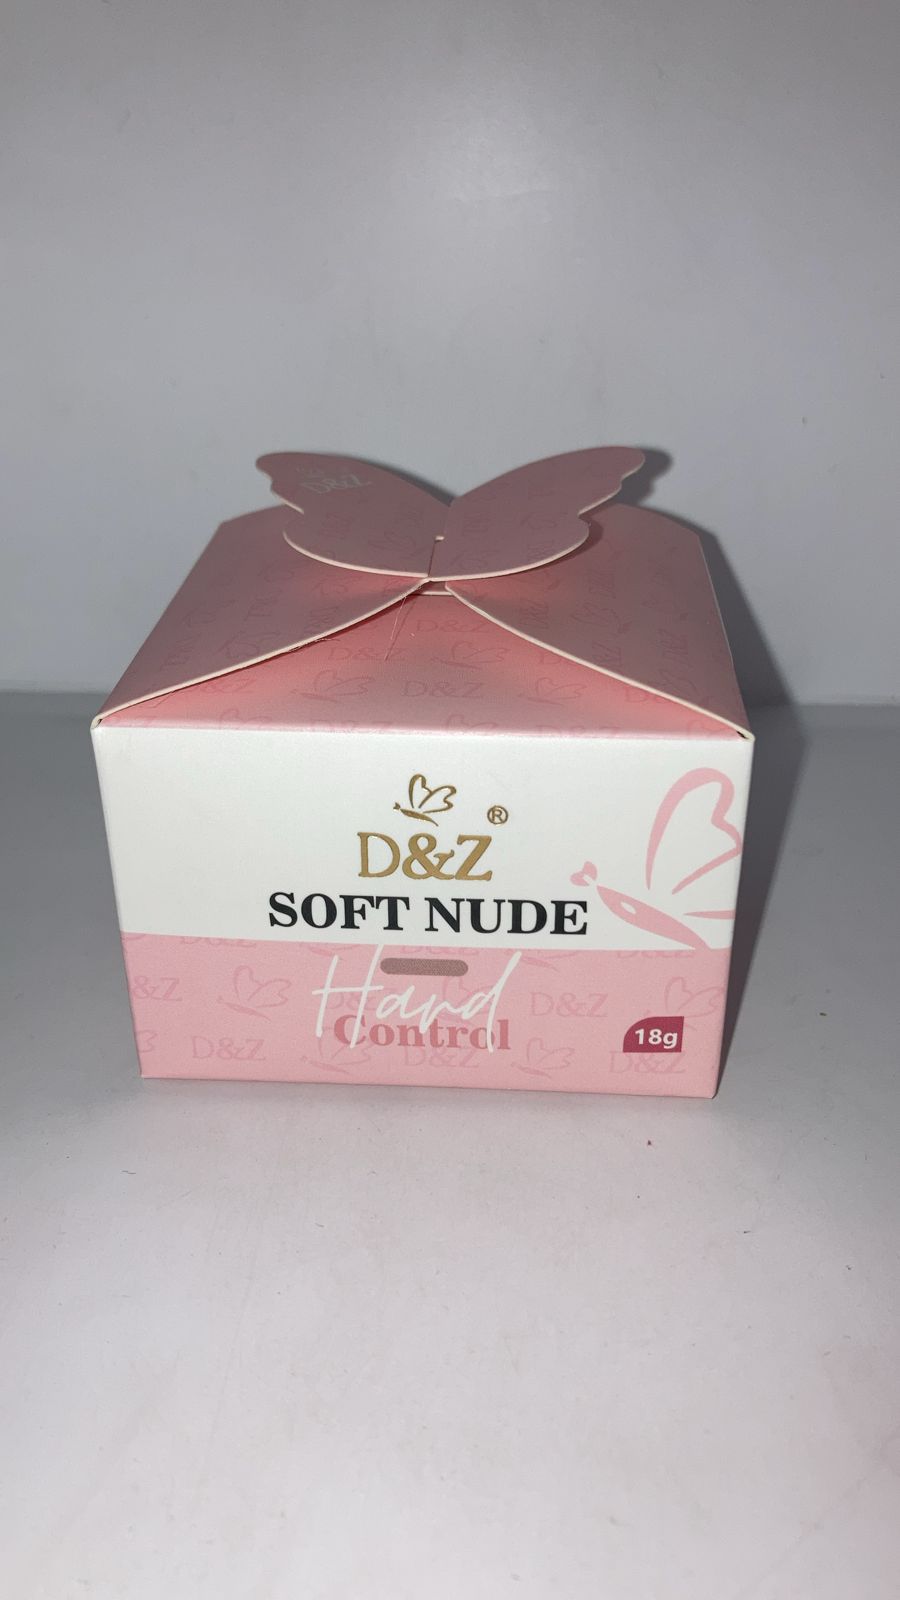 D&Z
D&Z D&Z
D&Z
D&Z®
SOFT NUDE
Hard
Control
18g
D&Z D&Z D&Z
D&Z D&Z